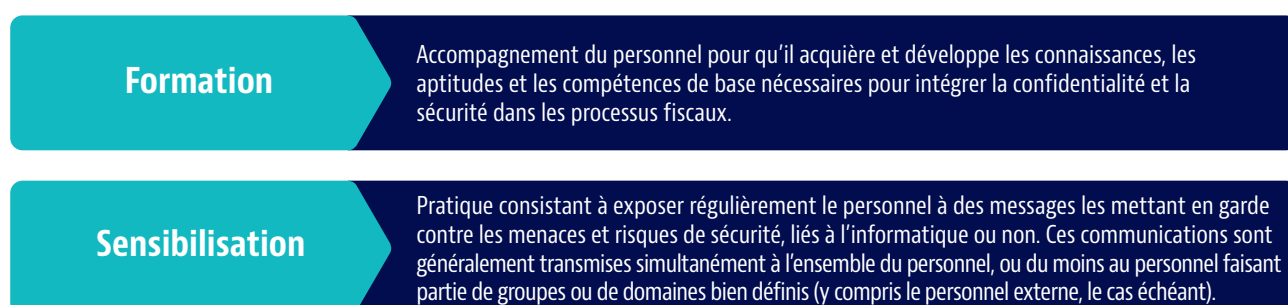 Formation
Accompagnement du personnel pour qu'il acquière et développe les connaissances, les
aptitudes et les compétences de base nécessaires pour intégrer la confidentialité et la
sécurité dans les processus fiscaux.
Sensibilisation
Pratique consistant à exposer régulièrement le personnel à des messages les mettant en garde
contre les menaces et risques de sécurité, liés à l'informatique ou non. Ces communications sont
généralement transmises simultanément à l'ensemble du personnel, ou du moins au personnel faisant
partie de groupes ou de domaines bien définis (y compris le personnel externe, le cas échéant).